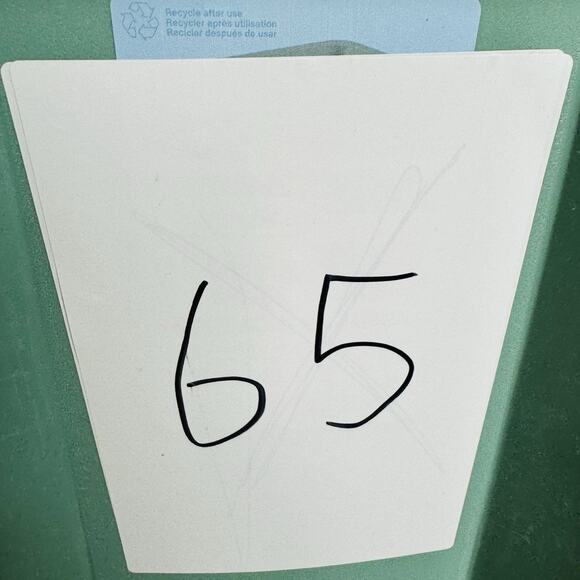 Recycle after use
Recycler après utilisation
Reciclar después de usar
65